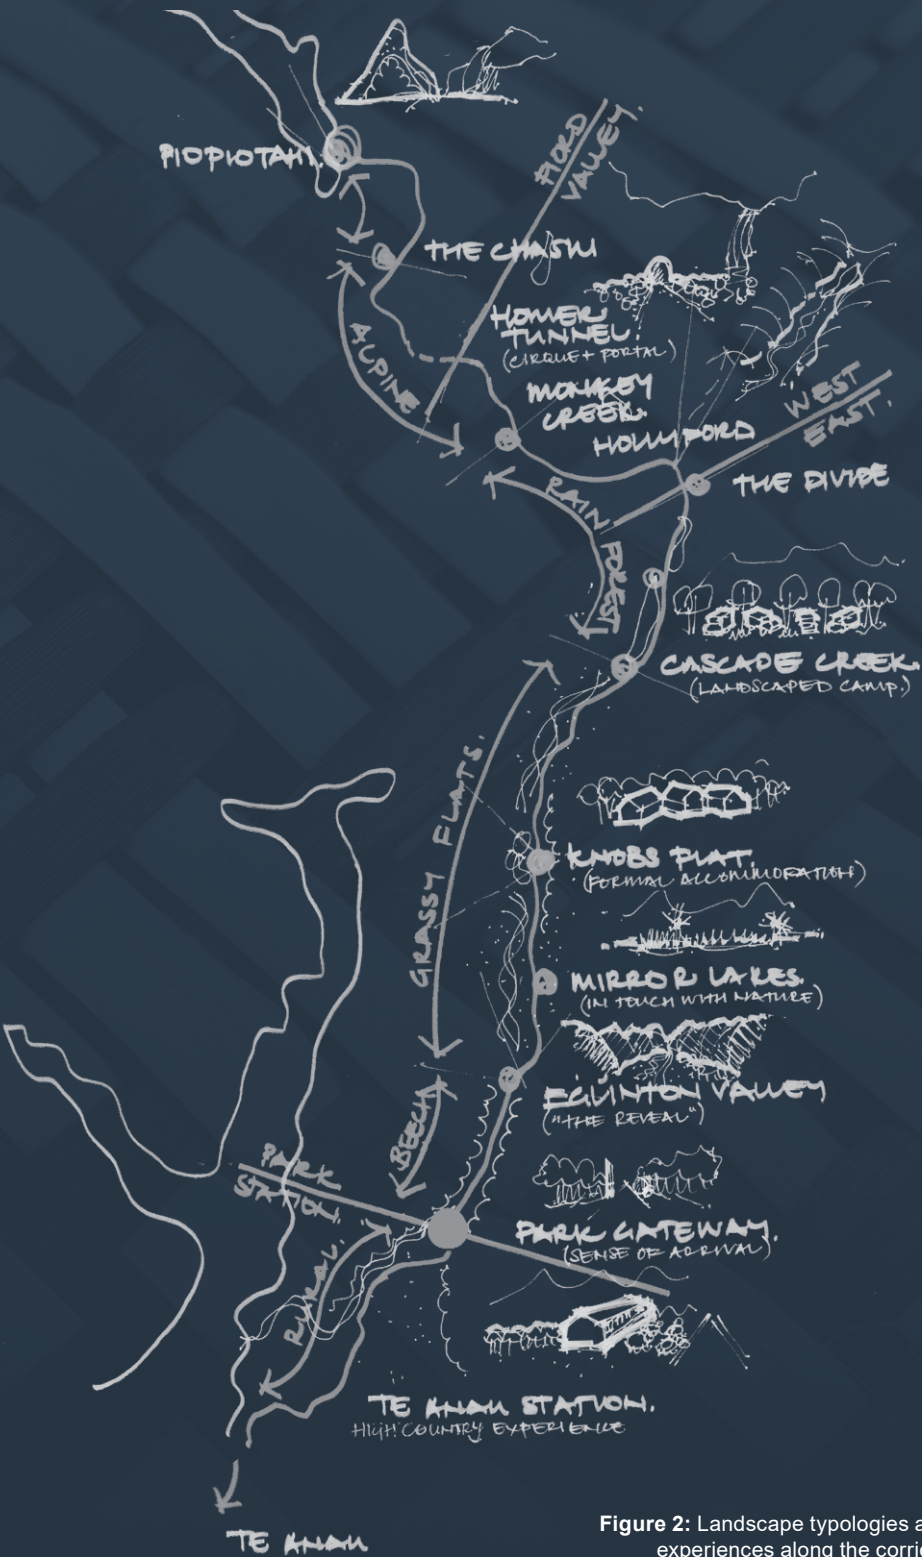 PIOPIOTAHI.
FIORD
VALLEY.
THE CHASM
HOMER
TUNNEL.
(CIRQUE + PORTAL)
ALPINE
MONKEY
CREEK.
HOLLYFORD
WEST
EAST.
THE DIVIDE
RAIN FOREST
CASCADE CREEK.
(LANDSCAPED CAMP.)
GRASSY FLATS.
KNOBS FLAT.
(FORMAL ACCOMMODATION)
MIRROR LAKES.
(IN TOUCH WITH NATURE)
EGLINTON VALLEY
("THE REVEAL")
BEECH
PARK
STATION.
PARK GATEWAY.
(SENSE OF ARRIVAL)
RURAL.
TE ANAU STATION.
HIGH COUNTRY EXPERIENCE
TE ANAU
Figure 2: Landscape typologies a
experiences along the corri